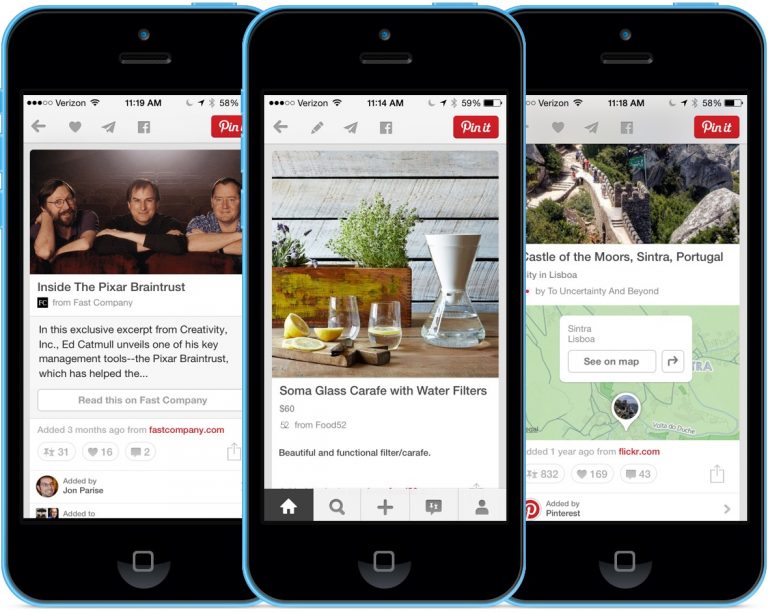 Verizon 11:19 AM 58%
Pin it
Inside The Pixar Braintrust
FC from Fast Company
In this exclusive excerpt from Creativity,
Inc., Ed Catmull unveils one of his key
management tools--the Pixar Braintrust,
which has helped the...
Read this on Fast Company
Added 3 months ago from fastcompany.com
31 16 2
Added by
Jon Parise
Added to
Verizon 11:14 AM 59%
Pin it
Soma Glass Carafe with Water Filters
$60
from Food52
Beautiful and functional filter/carafe.
Verizon 11:18 AM 58%
Pin it
Castle of the Moors, Sintra, Portugal
ity in Lisboa
by To Uncertainty And Beyond
Sintra
Lisboa
See on map
TRA
Volta do Duche
egal
dded 1 year ago from flickr.com
832 169 43
Added by
Pinterest